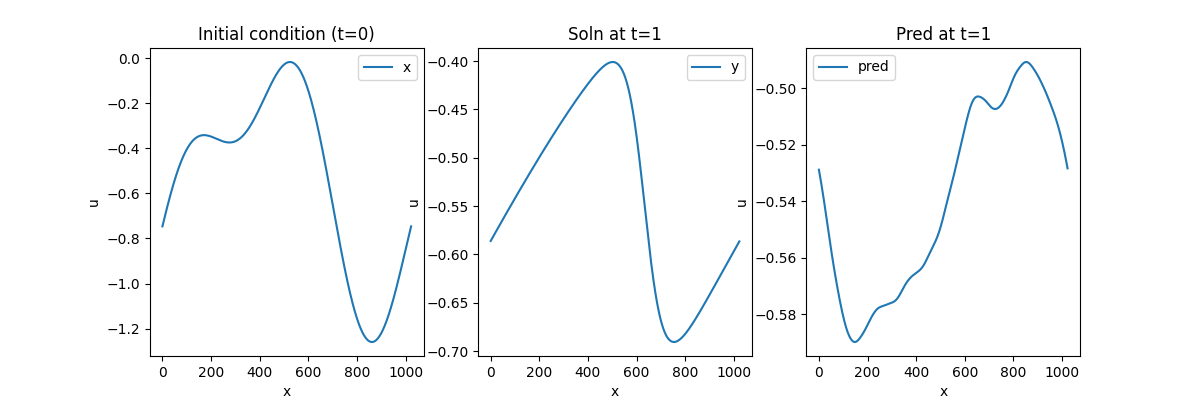 Initial condition (t=0)
x
0.0
−0.2
−0.4
−0.6
−0.8
−1.0
−1.2
u
0 200 400 600 800 1000
x
Soln at t=1
y
−0.40
−0.45
−0.50
−0.55
−0.60
−0.65
−0.70
u
0 200 400 600 800 1000
x
Pred at t=1
pred
−0.50
−0.52
−0.54
−0.56
−0.58
u
0 200 400 600 800 1000
x